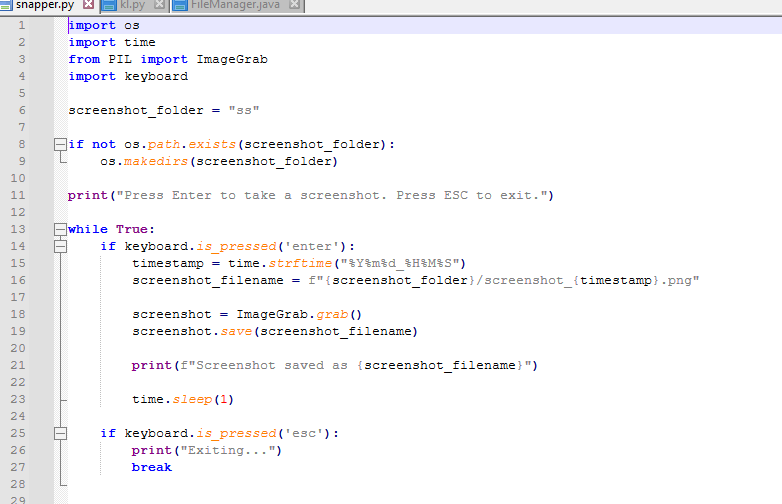 snapper.py kl.py FileManager.java
1 import os
2 import time
3 from PIL import ImageGrab
4 import keyboard
5
6 screenshot_folder = "ss"
7
8 if not os.path.exists(screenshot_folder):
9     os.makedirs(screenshot_folder)
10
11 print("Press Enter to take a screenshot. Press ESC to exit.")
12
13 while True:
14     if keyboard.is_pressed('enter'):
15         timestamp = time.strftime("%Y%m%d_%H%M%S")
16         screenshot_filename = f"{screenshot_folder}/screenshot_{timestamp}.png"
17
18         screenshot = ImageGrab.grab()
19         screenshot.save(screenshot_filename)
20
21         print(f"Screenshot saved as {screenshot_filename}")
22
23         time.sleep(1)
24
25     if keyboard.is_pressed('esc'):
26         print("Exiting...")
27         break
28
29